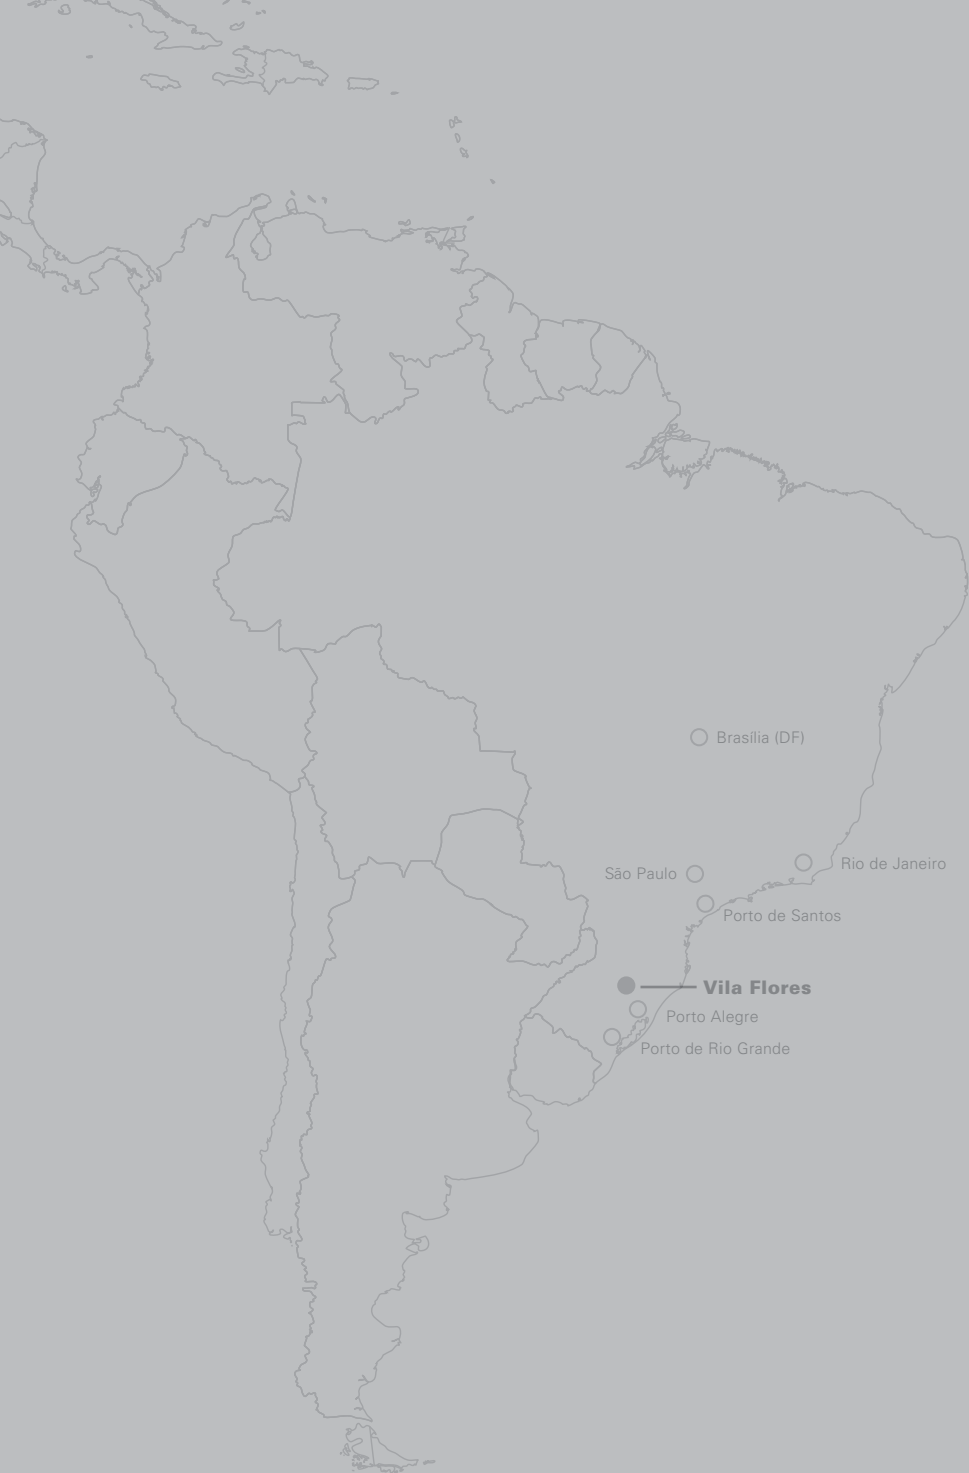 Brasília (DF)
Rio de Janeiro
São Paulo
Porto de Santos
Vila Flores
Porto Alegre
Porto de Rio Grande